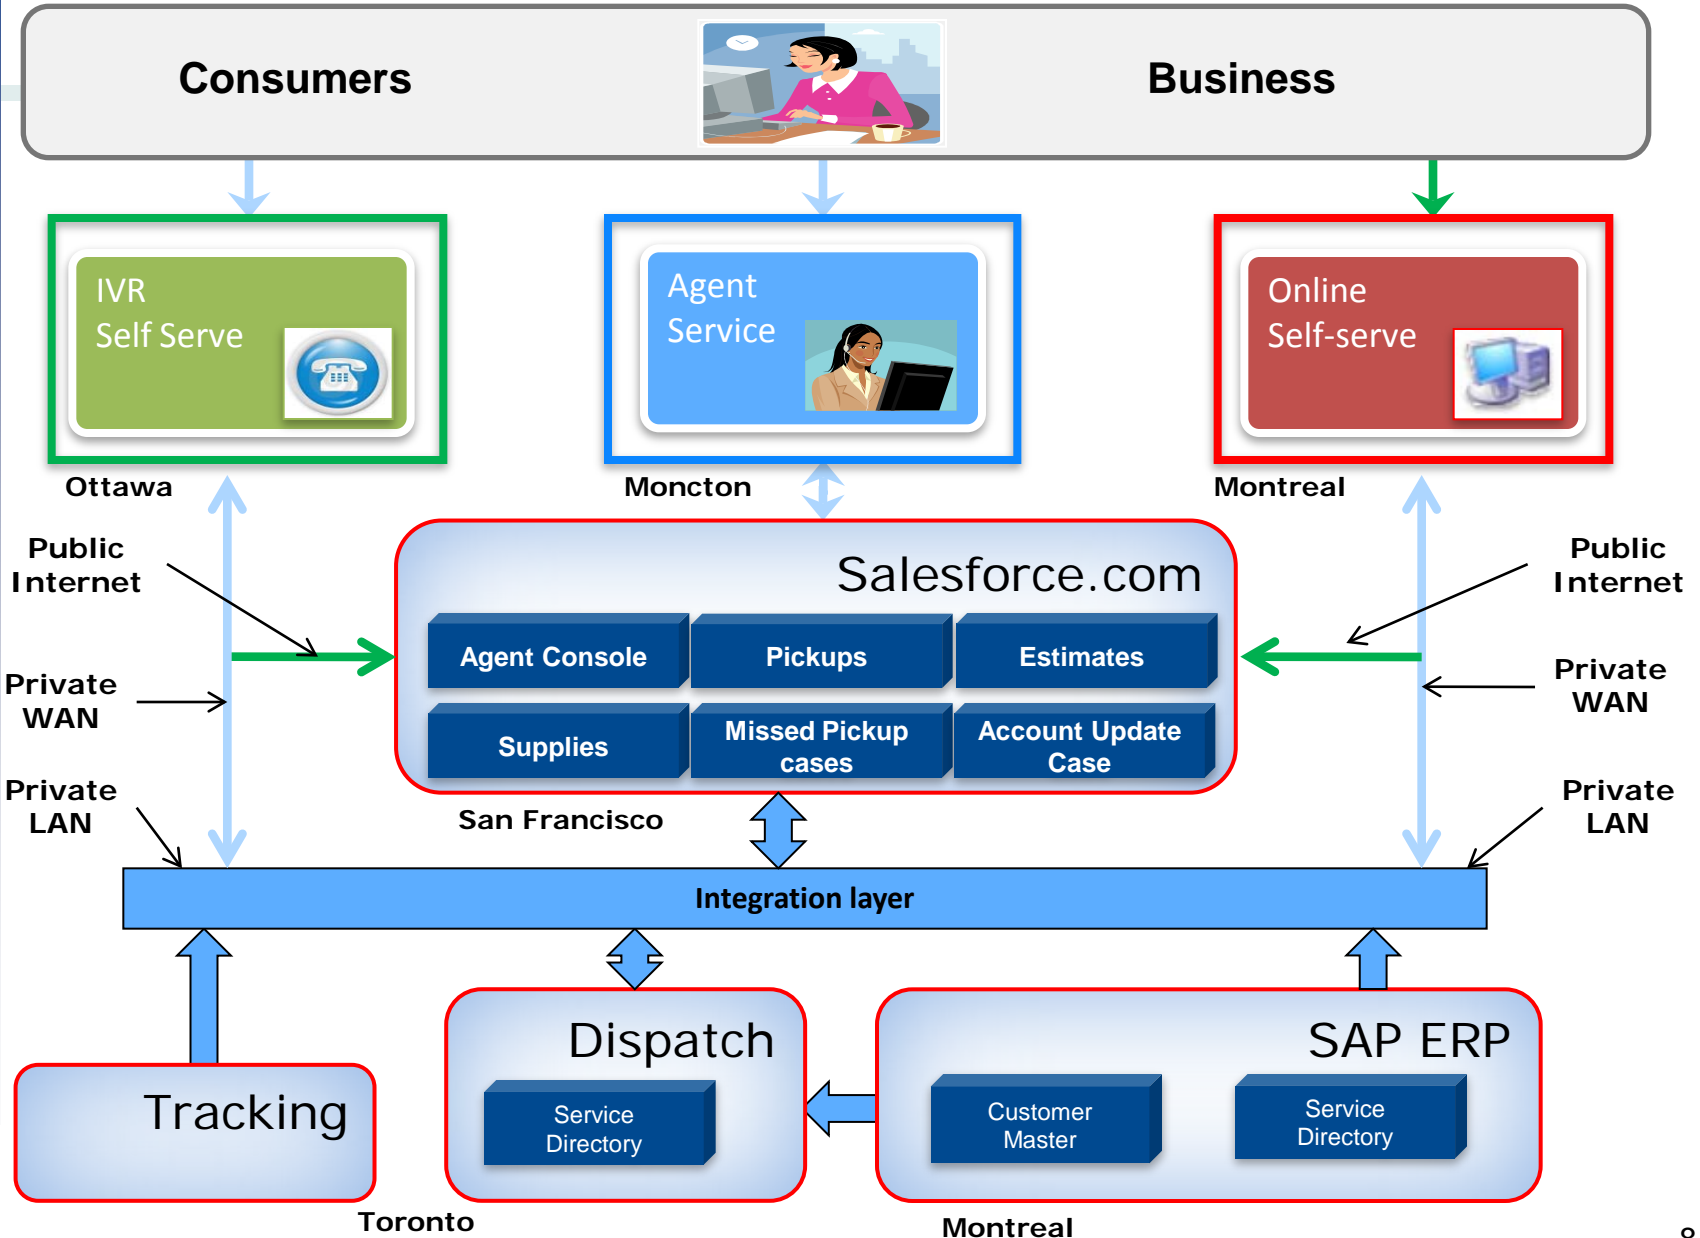 Consumers
Business
IVR
Self Serve
Agent
Service
Online
Self-serve
Ottawa
Moncton
Montreal
Public
Internet
Salesforce.com
Public
Internet
Agent Console
Pickups
Estimates
Private
WAN
Private
WAN
Supplies
Missed Pickup
cases
Account Update
Case
Private
LAN
San Francisco
Private
LAN
Integration layer
Dispatch
SAP ERP
Tracking
Service
Directory
Customer
Master
Service
Directory
Toronto
Montreal